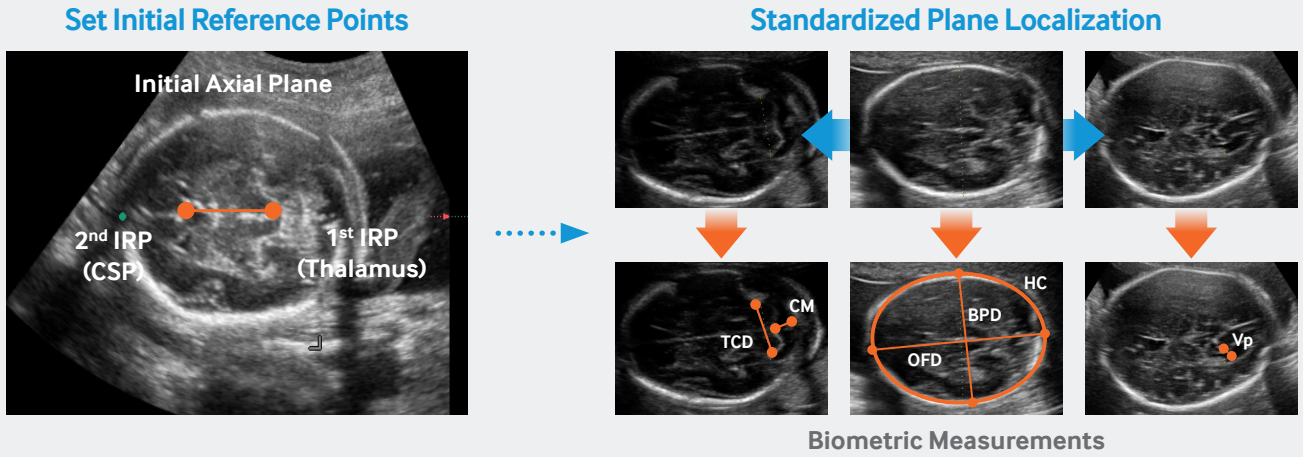 Set Initial Reference Points
Standardized Plane Localization
Initial Axial Plane
2nd IRP
(CSP)
1st IRP
(Thalamus)
CM
TCD
HC
BPD
OFD
Vp
Biometric Measurements